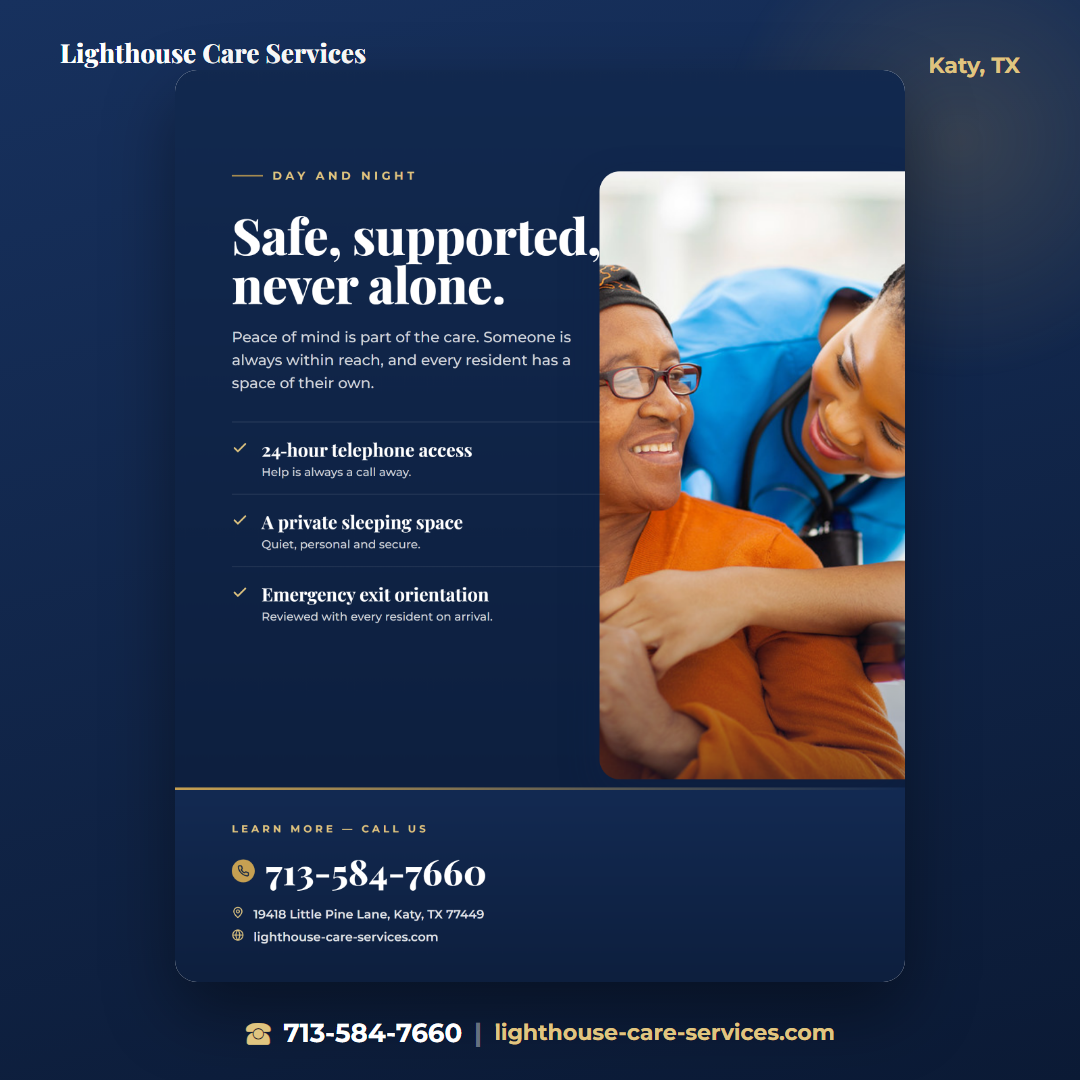 Lighthouse Care Services
Katy, TX
DAY AND NIGHT
Safe, supported,
never alone.
Peace of mind is part of the care. Someone is
always within reach, and every resident has a
space of their own.
24-hour telephone access
Help is always a call away.
A private sleeping space
Quiet, personal and secure.
Emergency exit orientation
Reviewed with every resident on arrival.
LEARN MORE — CALL US
713-584-7660
19418 Little Pine Lane, Katy, TX 77449
lighthouse-care-services.com
713-584-7660 | lighthouse-care-services.com